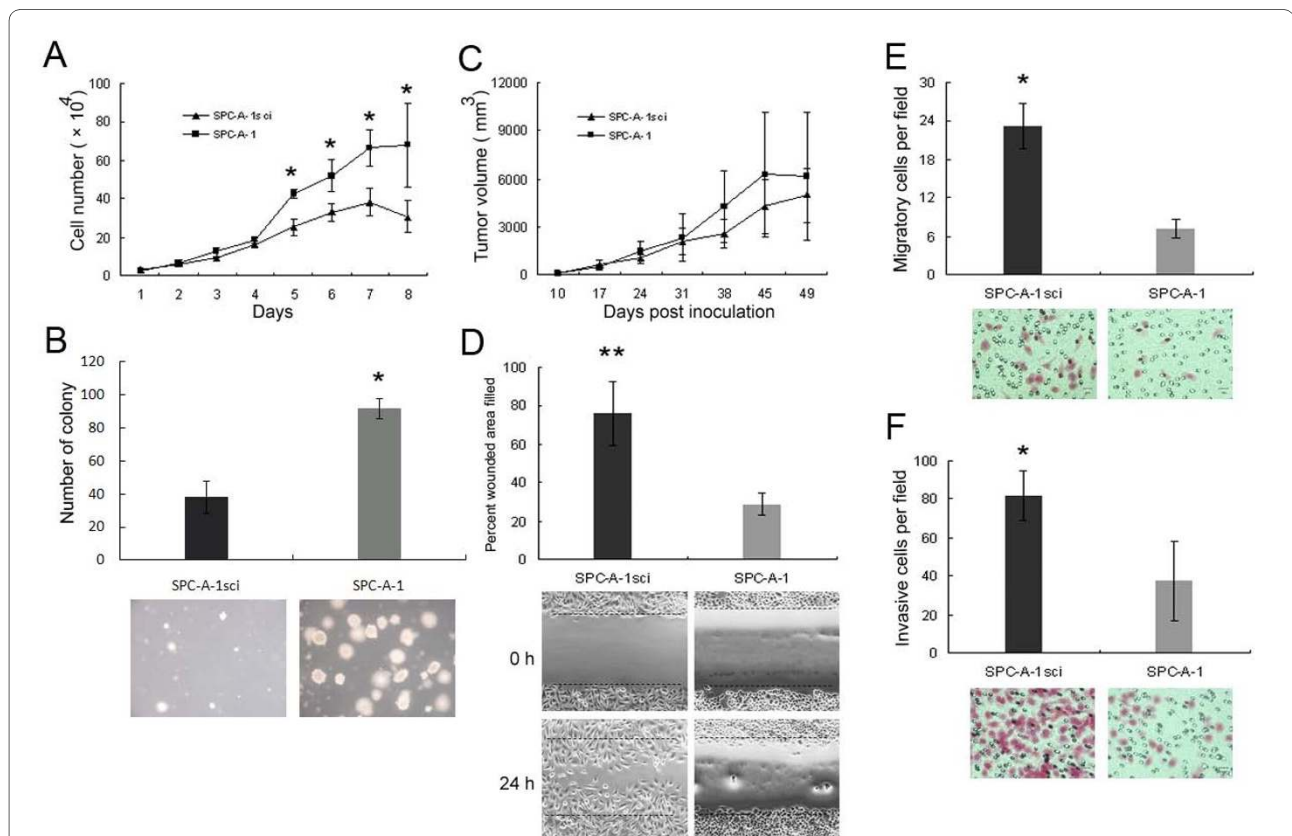 A
Cell number ( × 10⁴)
100
80
60
40
20
0
SPC-A-1sci
SPC-A-1
*
*
*
*
1 2 3 4 5 6 7 8
Days
B
Number of colony
120
100
80
60
40
20
0
*
SPC-A-1sci SPC-A-1
C
Tumor volume ( mm³)
12000
9000
6000
3000
0
SPC-A-1sci
SPC-A-1
10 17 24 31 38 45 49
Days post inoculation
D
Percent wounded area filled
100
80
60
40
20
0
**
SPC-A-1sci SPC-A-1
0 h
24 h
E
Migratory cells per field
30
24
18
12
6
0
*
SPC-A-1sci SPC-A-1
F
Invasive cells per field
100
80
60
40
20
0
*
SPC-A-1sci SPC-A-1